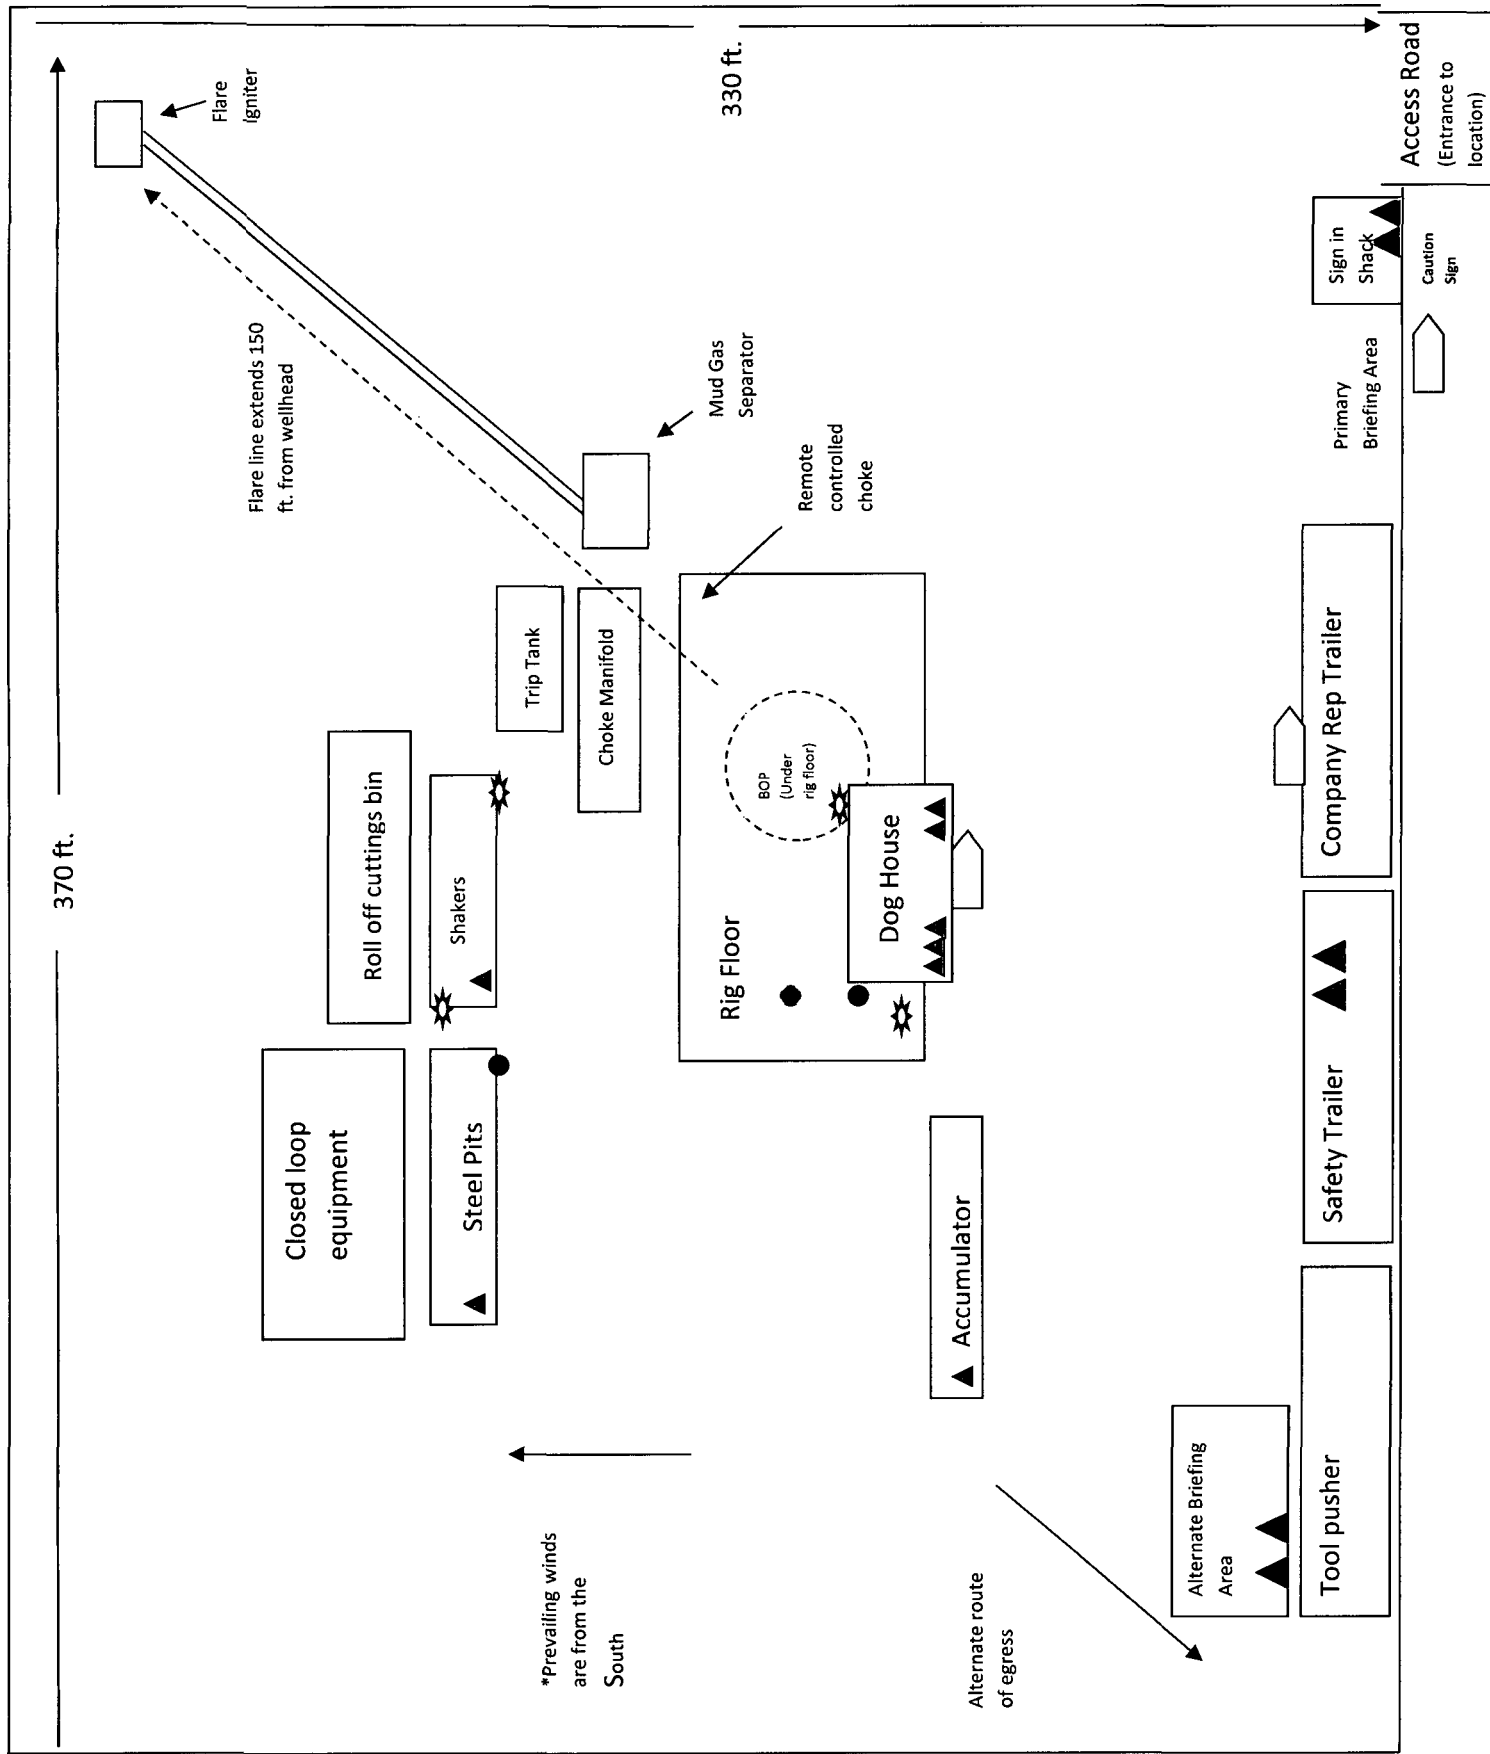 370 ft.
Flare
Igniter
Flare line extends 150
ft. from wellhead
Closed loop
equipment
Roll off cuttings bin
Steel Pits
Shakers
Trip Tank
*Prevailing winds
are from the
South
Choke Manifold
Mud Gas
Separator
330 ft.
Rig Floor
BOP
(Under
rig floor)
Remote
controlled
choke
Dog House
Accumulator
Alternate route
of egress
Alternate Briefing
Area
Tool pusher
Safety Trailer
Company Rep Trailer
Primary
Briefing Area
Sign in
Shack
Caution
Sign
Access Road
(Entrance to
location)